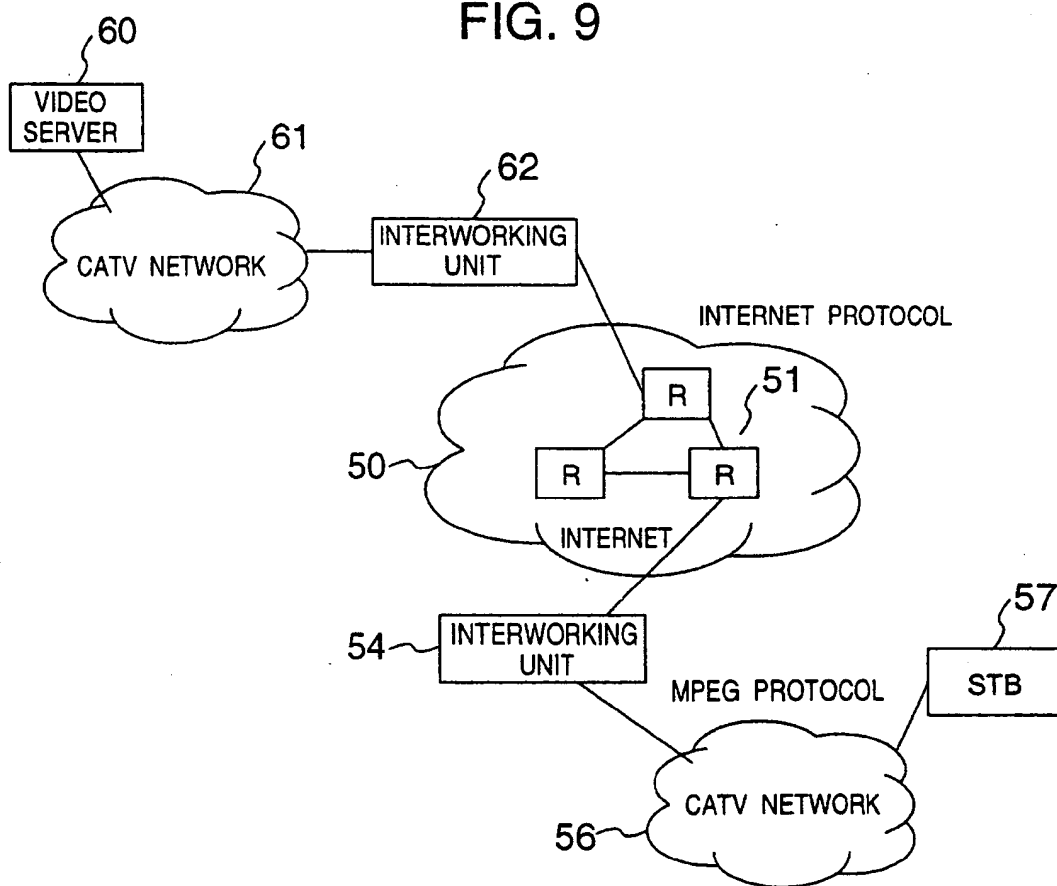 FIG. 9
60
VIDEO
SERVER
61
CATV NETWORK
62
INTERWORKING
UNIT
INTERNET PROTOCOL
R
51
R
R
50
INTERNET
54
INTERWORKING
UNIT
57
STB
MPEG PROTOCOL
CATV NETWORK
56